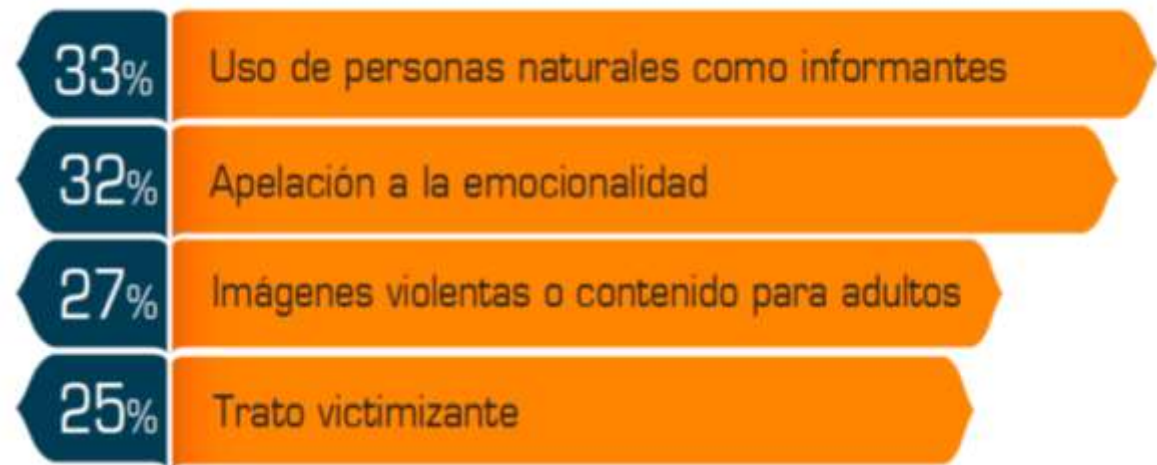 33% Uso de personas naturales como informantes
32% Apelación a la emocionalidad
27% Imágenes violentas o contenido para adultos
25% Trato victimizante